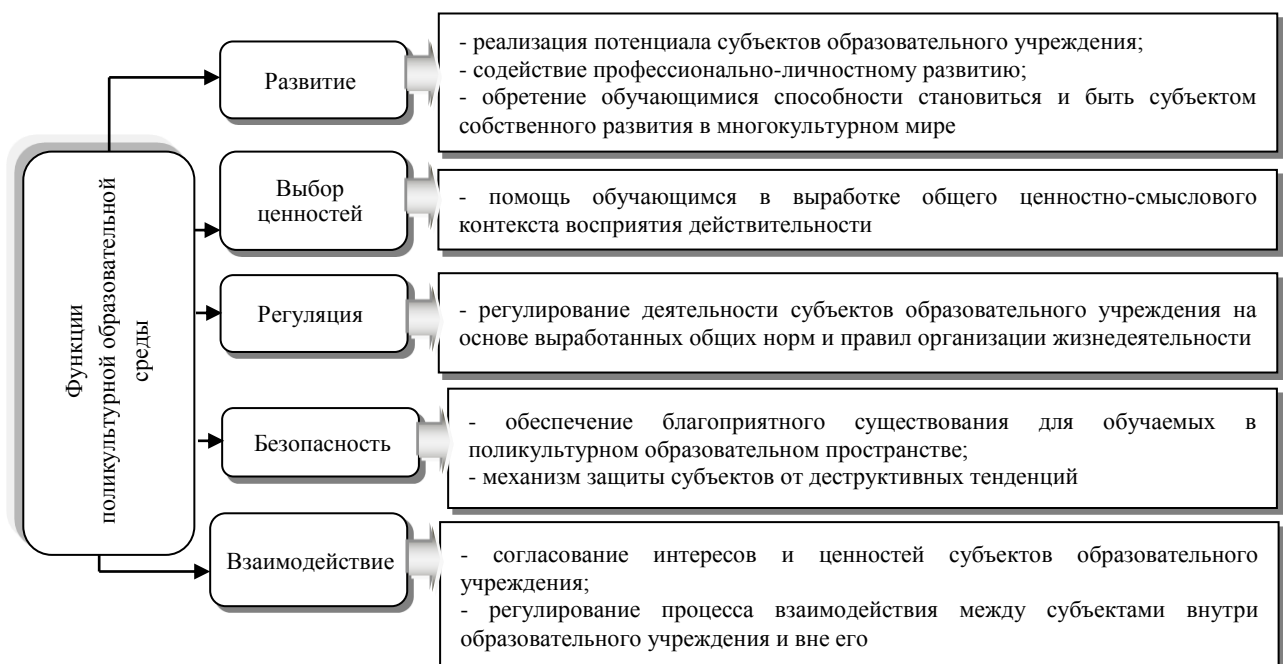 Функции
поликультурной образовательной
среды
Развитие
- реализация потенциала субъектов образовательного учреждения;
- содействие профессионально-личностному развитию;
- обретение обучающимися способности становиться и быть субъектом
собственного развития в многокультурном мире
Выбор
ценностей
- помощь обучающимся в выработке общего ценностно-смыслового
контекста восприятия действительности
Регуляция
- регулирование деятельности субъектов образовательного учреждения на
основе выработанных общих норм и правил организации жизнедеятельности
Безопасность
- обеспечение благоприятного существования для обучаемых в
поликультурном образовательном пространстве;
- механизм защиты субъектов от деструктивных тенденций
Взаимодействие
- согласование интересов и ценностей субъектов образовательного
учреждения;
- регулирование процесса взаимодействия между субъектами внутри
образовательного учреждения и вне его